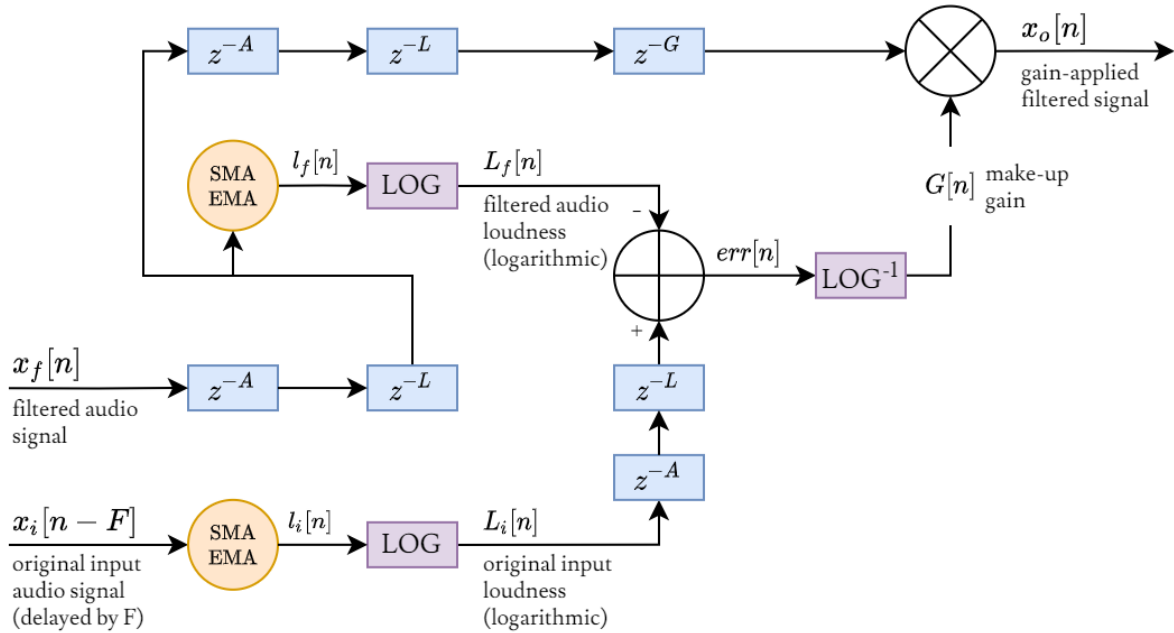 z^{-A}
z^{-L}
z^{-G}
x_o[n]
gain-applied
filtered signal
SMA
EMA
l_f[n]
LOG
L_f[n]
filtered audio
loudness
(logarithmic)
-
+
err[n]
LOG^{-1}
G[n] make-up
gain
x_f[n]
filtered audio
signal
z^{-A}
z^{-L}
z^{-L}
z^{-A}
x_i[n − F]
original input
audio signal
(delayed by F)
SMA
EMA
l_i[n]
LOG
L_i[n]
original input
loudness
(logarithmic)